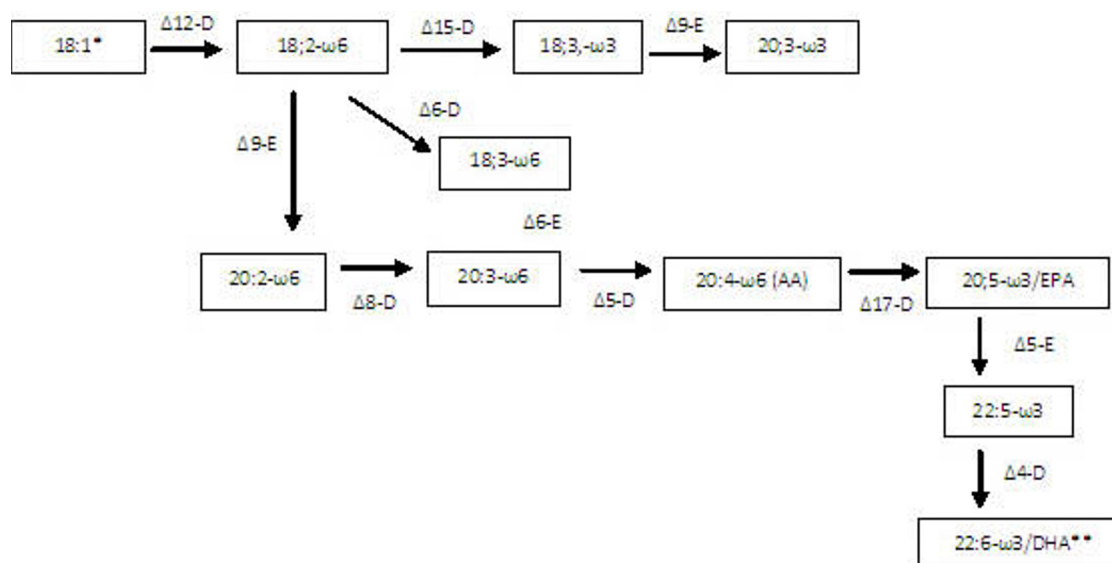 Δ12-D
Δ15-D
Δ9-E
18:1*
18;2-ω6
18;3,-ω3
20;3-ω3
Δ6-D
Δ9-E
18;3-ω6
Δ6-E
20:2-ω6
20:3-ω6
20:4-ω6 (AA)
20;5-ω3/EPA
Δ8-D
Δ5-D
Δ17-D
Δ5-E
22:5-ω3
Δ4-D
22:6-ω3/DHA**